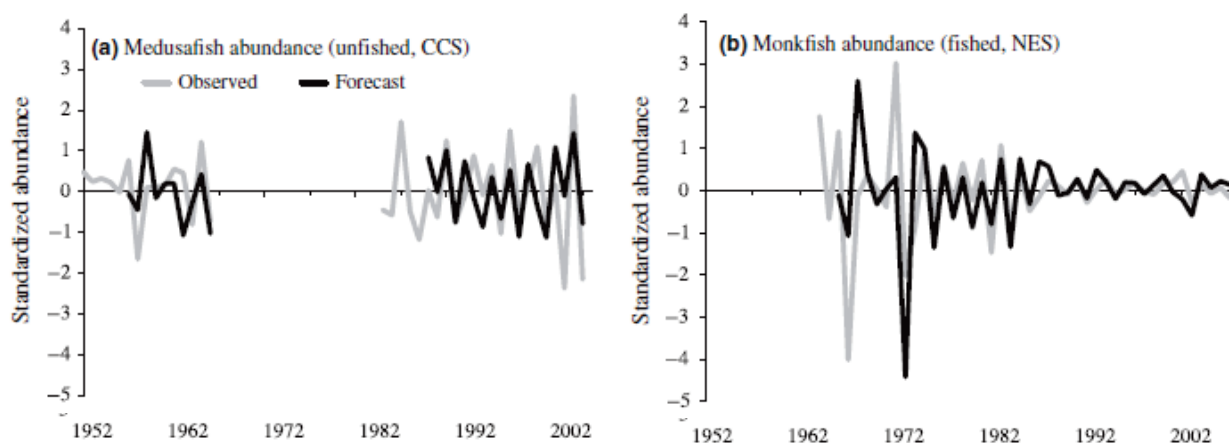 (a) Medusafish abundance (unfished, CCS)
Observed Forecast
Standardized abundance
4
3
2
1
0
−1
−2
−3
−4
−5
1952 1962 1972 1982 1992 2002
(b) Monkfish abundance (fished, NES)
Standardized abundance
4
3
2
1
0
−1
−2
−3
−4
−5
1952 1962 1972 1982 1992 2002